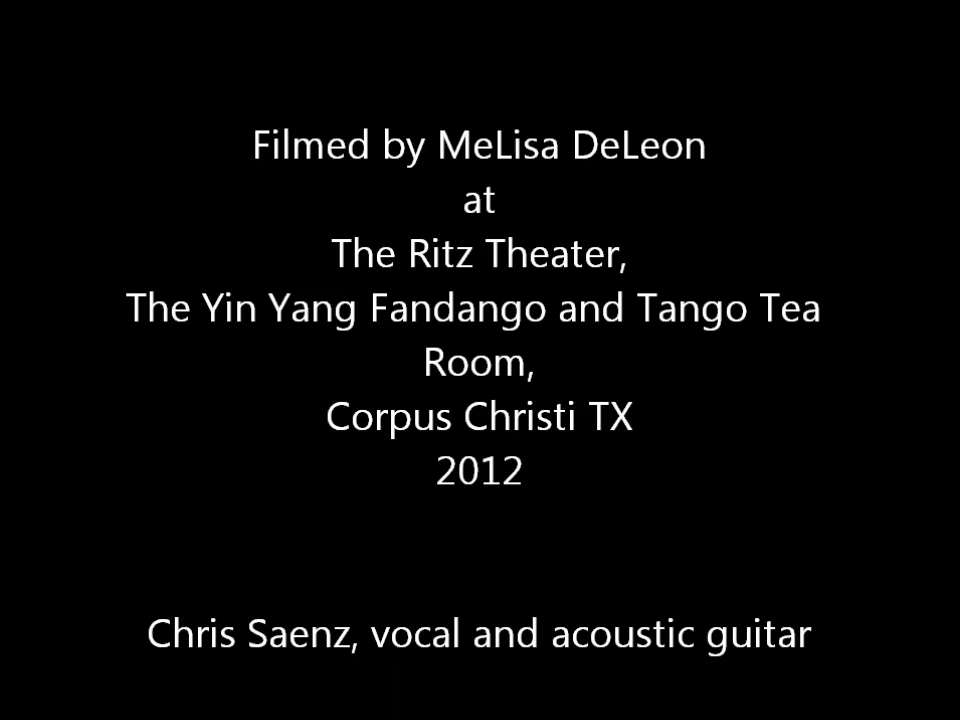 Filmed by MeLisa DeLeon
at
The Ritz Theater,
The Yin Yang Fandango and Tango Tea
Room,
Corpus Christi TX
2012
Chris Saenz, vocal and acoustic guitar